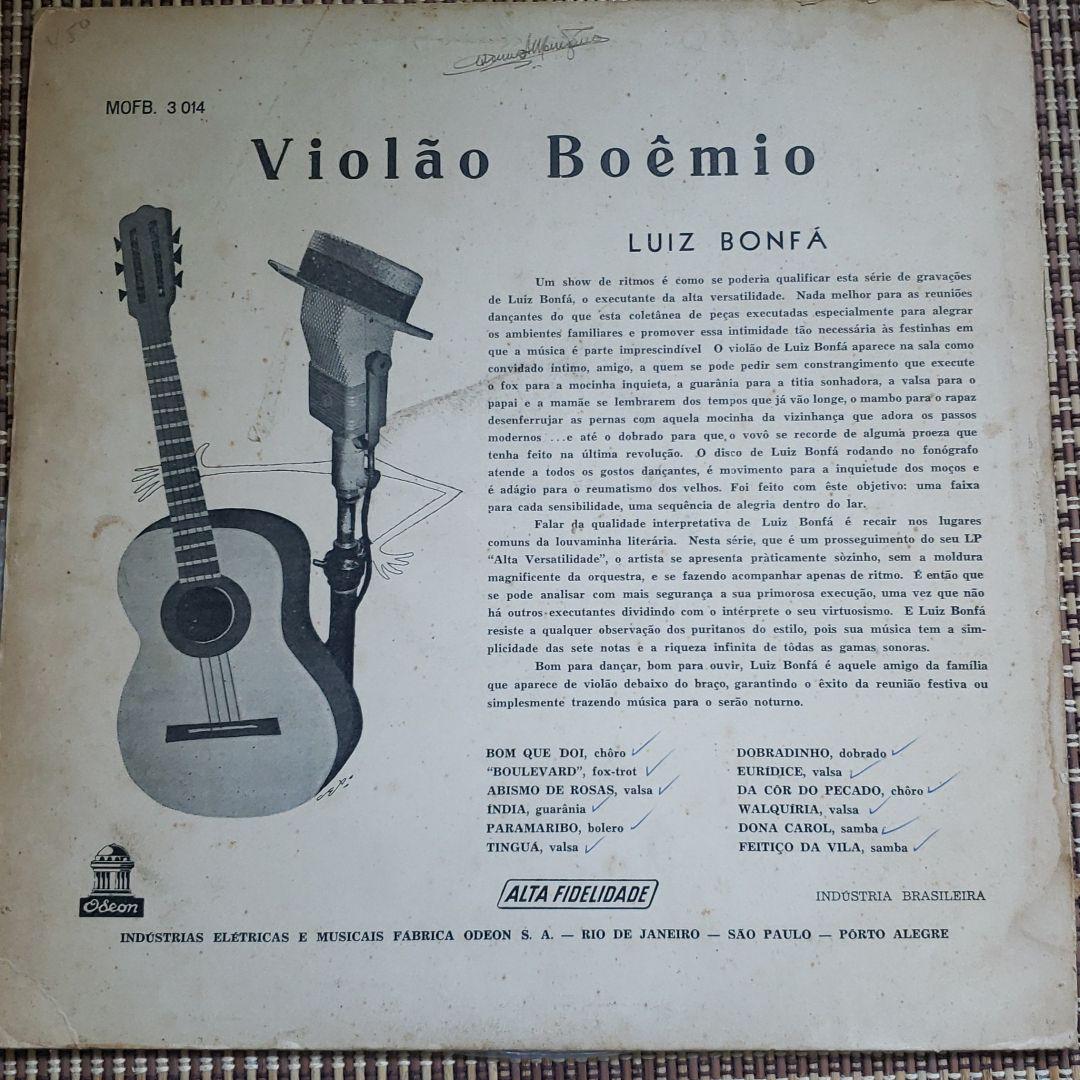 V50
MOFB. 3 014
Violão Boêmio
LUIZ BONFÁ
Um show de ritmos é como se poderia qualificar esta série de gravações
de Luiz Bonfá, o executante da alta versatilidade. Nada melhor para as reuniões
dançantes do que esta coletânea de peças executadas especialmente para alegrar
os ambientes familiares e promover essa intimidade tão necessária às festinhas em
que a música é parte imprescindível O violão de Luiz Bonfá aparece na sala como
convidado íntimo, amigo, a quem se pode pedir sem constrangimento que execute
o fox para a mocinha inquieta, a guarânia para a titia sonhadora, a valsa para o
papai e a mamãe se lembrarem dos tempos que já vão longe, o mambo para o rapaz
desenferrujar as pernas com aquela mocinha da vizinhança que adora os passos
modernos ...e até o dobrado para que o vovô se recorde de alguma proeza que
tenha feito na última revolução. O disco de Luiz Bonfá rodando no fonógrafo
atende a todos os gostos dançantes, é movimento para a inquietude dos moços e
é adágio para o reumatismo dos velhos. Foi feito com êste objetivo: uma faixa
para cada sensibilidade, uma sequência de alegria dentro do lar.
Falar da qualidade interpretativa de Luiz Bonfá é recair nos lugares
comuns da louvaminha literária. Nesta série, que é um prosseguimento do seu LP
"Alta Versatilidade", o artista se apresenta pràticamente sòzinho, sem a moldura
magnificente da orquestra, e se fazendo acompanhar apenas de ritmo. É então que
se pode analisar com mais segurança a sua primorosa execução, uma vez que não
há outros executantes dividindo com o intérprete o seu virtuosismo. E Luiz Bonfá
resiste a qualquer observação dos puritanos do estilo, pois sua música tem a sim-
plicidade das sete notas e a riqueza infinita de tôdas as gamas sonoras.
Bom para dançar, bom para ouvir, Luiz Bonfá é aquele amigo da família
que aparece de violão debaixo do braço, garantindo o êxito da reunião festiva ou
simplesmente trazendo música para o serão noturno.
BOM QUE DOI, chôro
"BOULEVARD", fox-trot
ABISMO DE ROSAS, valsa
ÍNDIA, guarânia
PARAMARIBO, bolero
TINGUÁ, valsa
DOBRADINHO, dobrado
EURÍDICE, valsa
DA CÔR DO PECADO, chôro
WALQUÍRIA, valsa
DONA CAROL, samba
FEITIÇO DA VILA, samba
Odeon
ALTA FIDELIDADE
INDÚSTRIA BRASILEIRA
INDÚSTRIAS ELÉTRICAS E MUSICAIS FÁBRICA ODEON S. A. — RIO DE JANEIRO — SÃO PAULO — PÔRTO ALEGRE